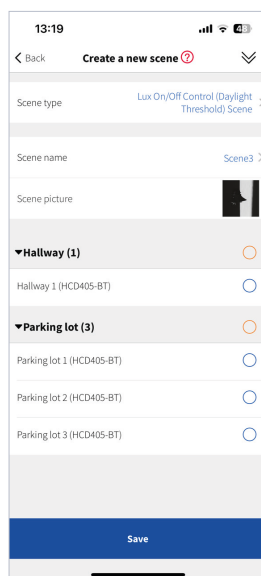 13:19
48
Back
Create a new scene ?
Scene type
Lux On/Off Control (Daylight
Threshold) Scene
Scene name
Scene3
Scene picture
Hallway (1)
Hallway 1 (HCD405-BT)
Parking lot (3)
Parking lot 1 (HCD405-BT)
Parking lot 2 (HCD405-BT)
Parking lot 3 (HCD405-BT)
Save